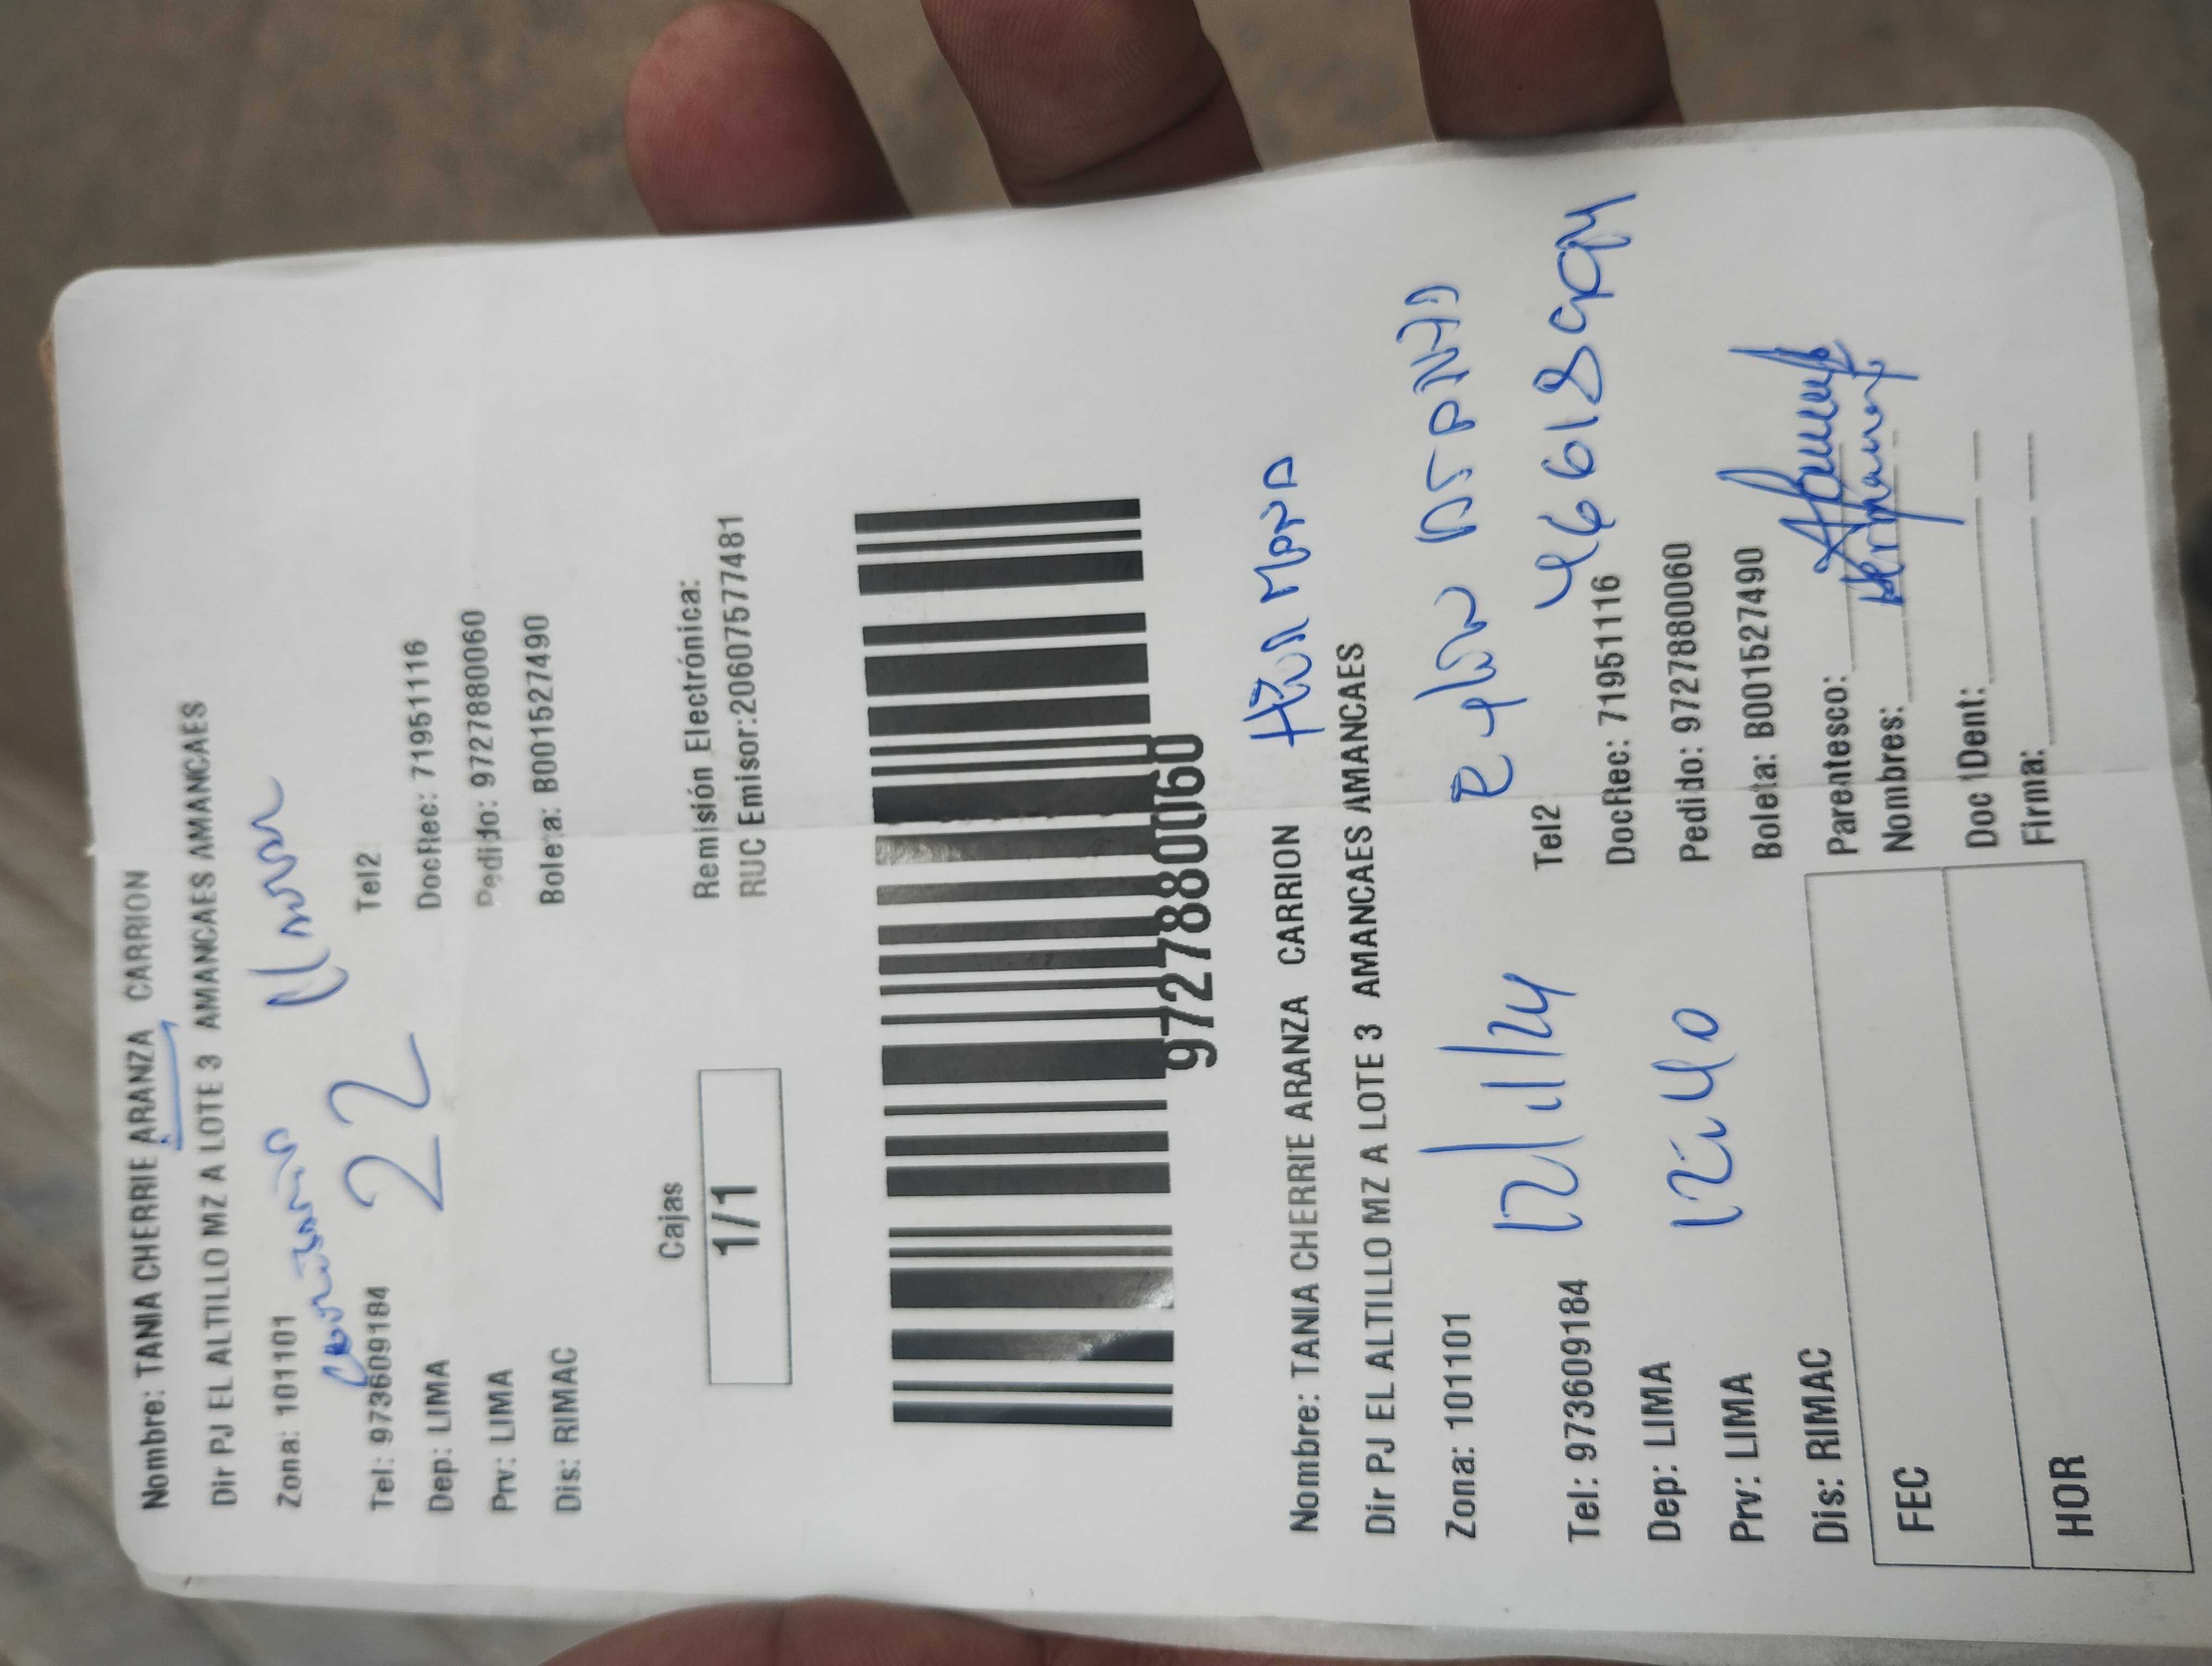 Nombre: TANIA CHERRIE ARANZA CARRION
Dir PJ EL ALTILLO MZ A LOTE 3 AMANCAES AMANCAES
Zona: 101101
22
Tel: 973609184 Tel2:
Dep: LIMA DocRec: 71951116
Prv: LIMA Pedido: 972788060
Dis: RIMAC Boleta: B001527490
Cajas
1/1
Remisión Electrónica:
RUC Emisor:20607577481
9727880060
Nombre: TANIA CHERRIE ARANZA CARRION
Dir PJ EL ALTILLO MZ A LOTE 3 AMANCAES AMANCAES
Zona: 101101
12/11/24
Tel: 973609184 Tel2
Dep: LIMA DocRec: 71951116
12:40
Prv: LIMA Pedido: 9727880060
Dis: RIMAC Boleta: B001527490
FEC
HOR
Parentesco:
Nombres:
Doc IDent:
Firma: